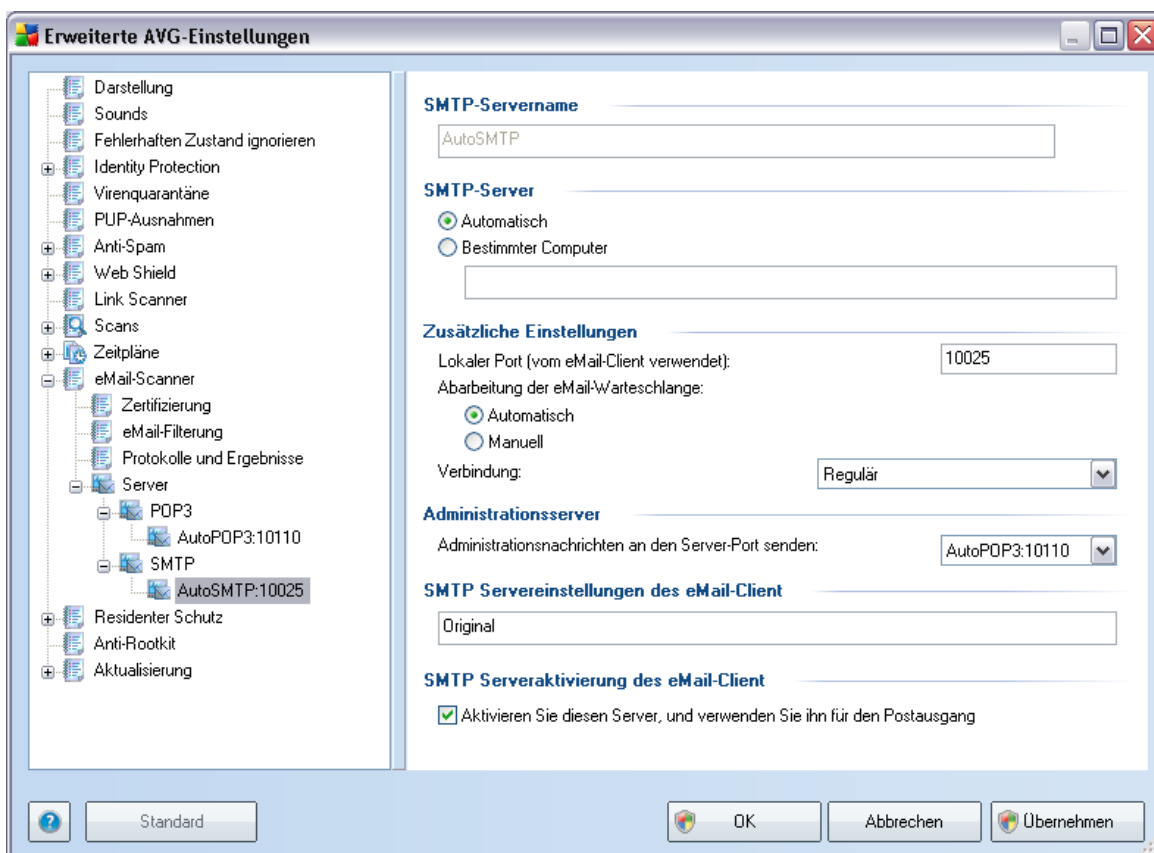 Erweiterte AVG-Einstellungen
Darstellung
Sounds
Fehlerhaften Zustand ignorieren
Identity Protection
Virenquarantäne
PUP-Ausnahmen
Anti-Spam
Web Shield
Link Scanner
Scans
Zeitpläne
eMail-Scanner
Zertifizierung
eMail-Filterung
Protokolle und Ergebnisse
Server
POP3
AutoPOP3:10110
SMTP
AutoSMTP:10025
Residenter Schutz
Anti-Rootkit
Aktualisierung
SMTP-Servername
AutoSMTP
SMTP-Server
Automatisch
Bestimmter Computer
Zusätzliche Einstellungen
Lokaler Port (vom eMail-Client verwendet): 10025
Abarbeitung der eMail-Warteschlange:
Automatisch
Manuell
Verbindung: Regulär
Administrationsserver
Administrationsnachrichten an den Server-Port senden: AutoPOP3:10110
SMTP Servereinstellungen des eMail-Client
Original
SMTP Serveraktivierung des eMail-Client
Aktivieren Sie diesen Server, und verwenden Sie ihn für den Postausgang
? Standard OK Abbrechen Übernehmen